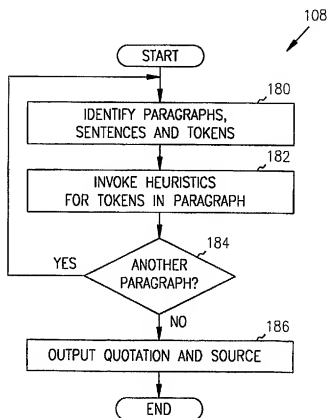 108
START
180
IDENTIFY PARAGRAPHS,
SENTENCES AND TOKENS
182
INVOKE HEURISTICS
FOR TOKENS IN PARAGRAPH
184
YES
ANOTHER
PARAGRAPH?
NO
186
OUTPUT QUOTATION AND SOURCE
END